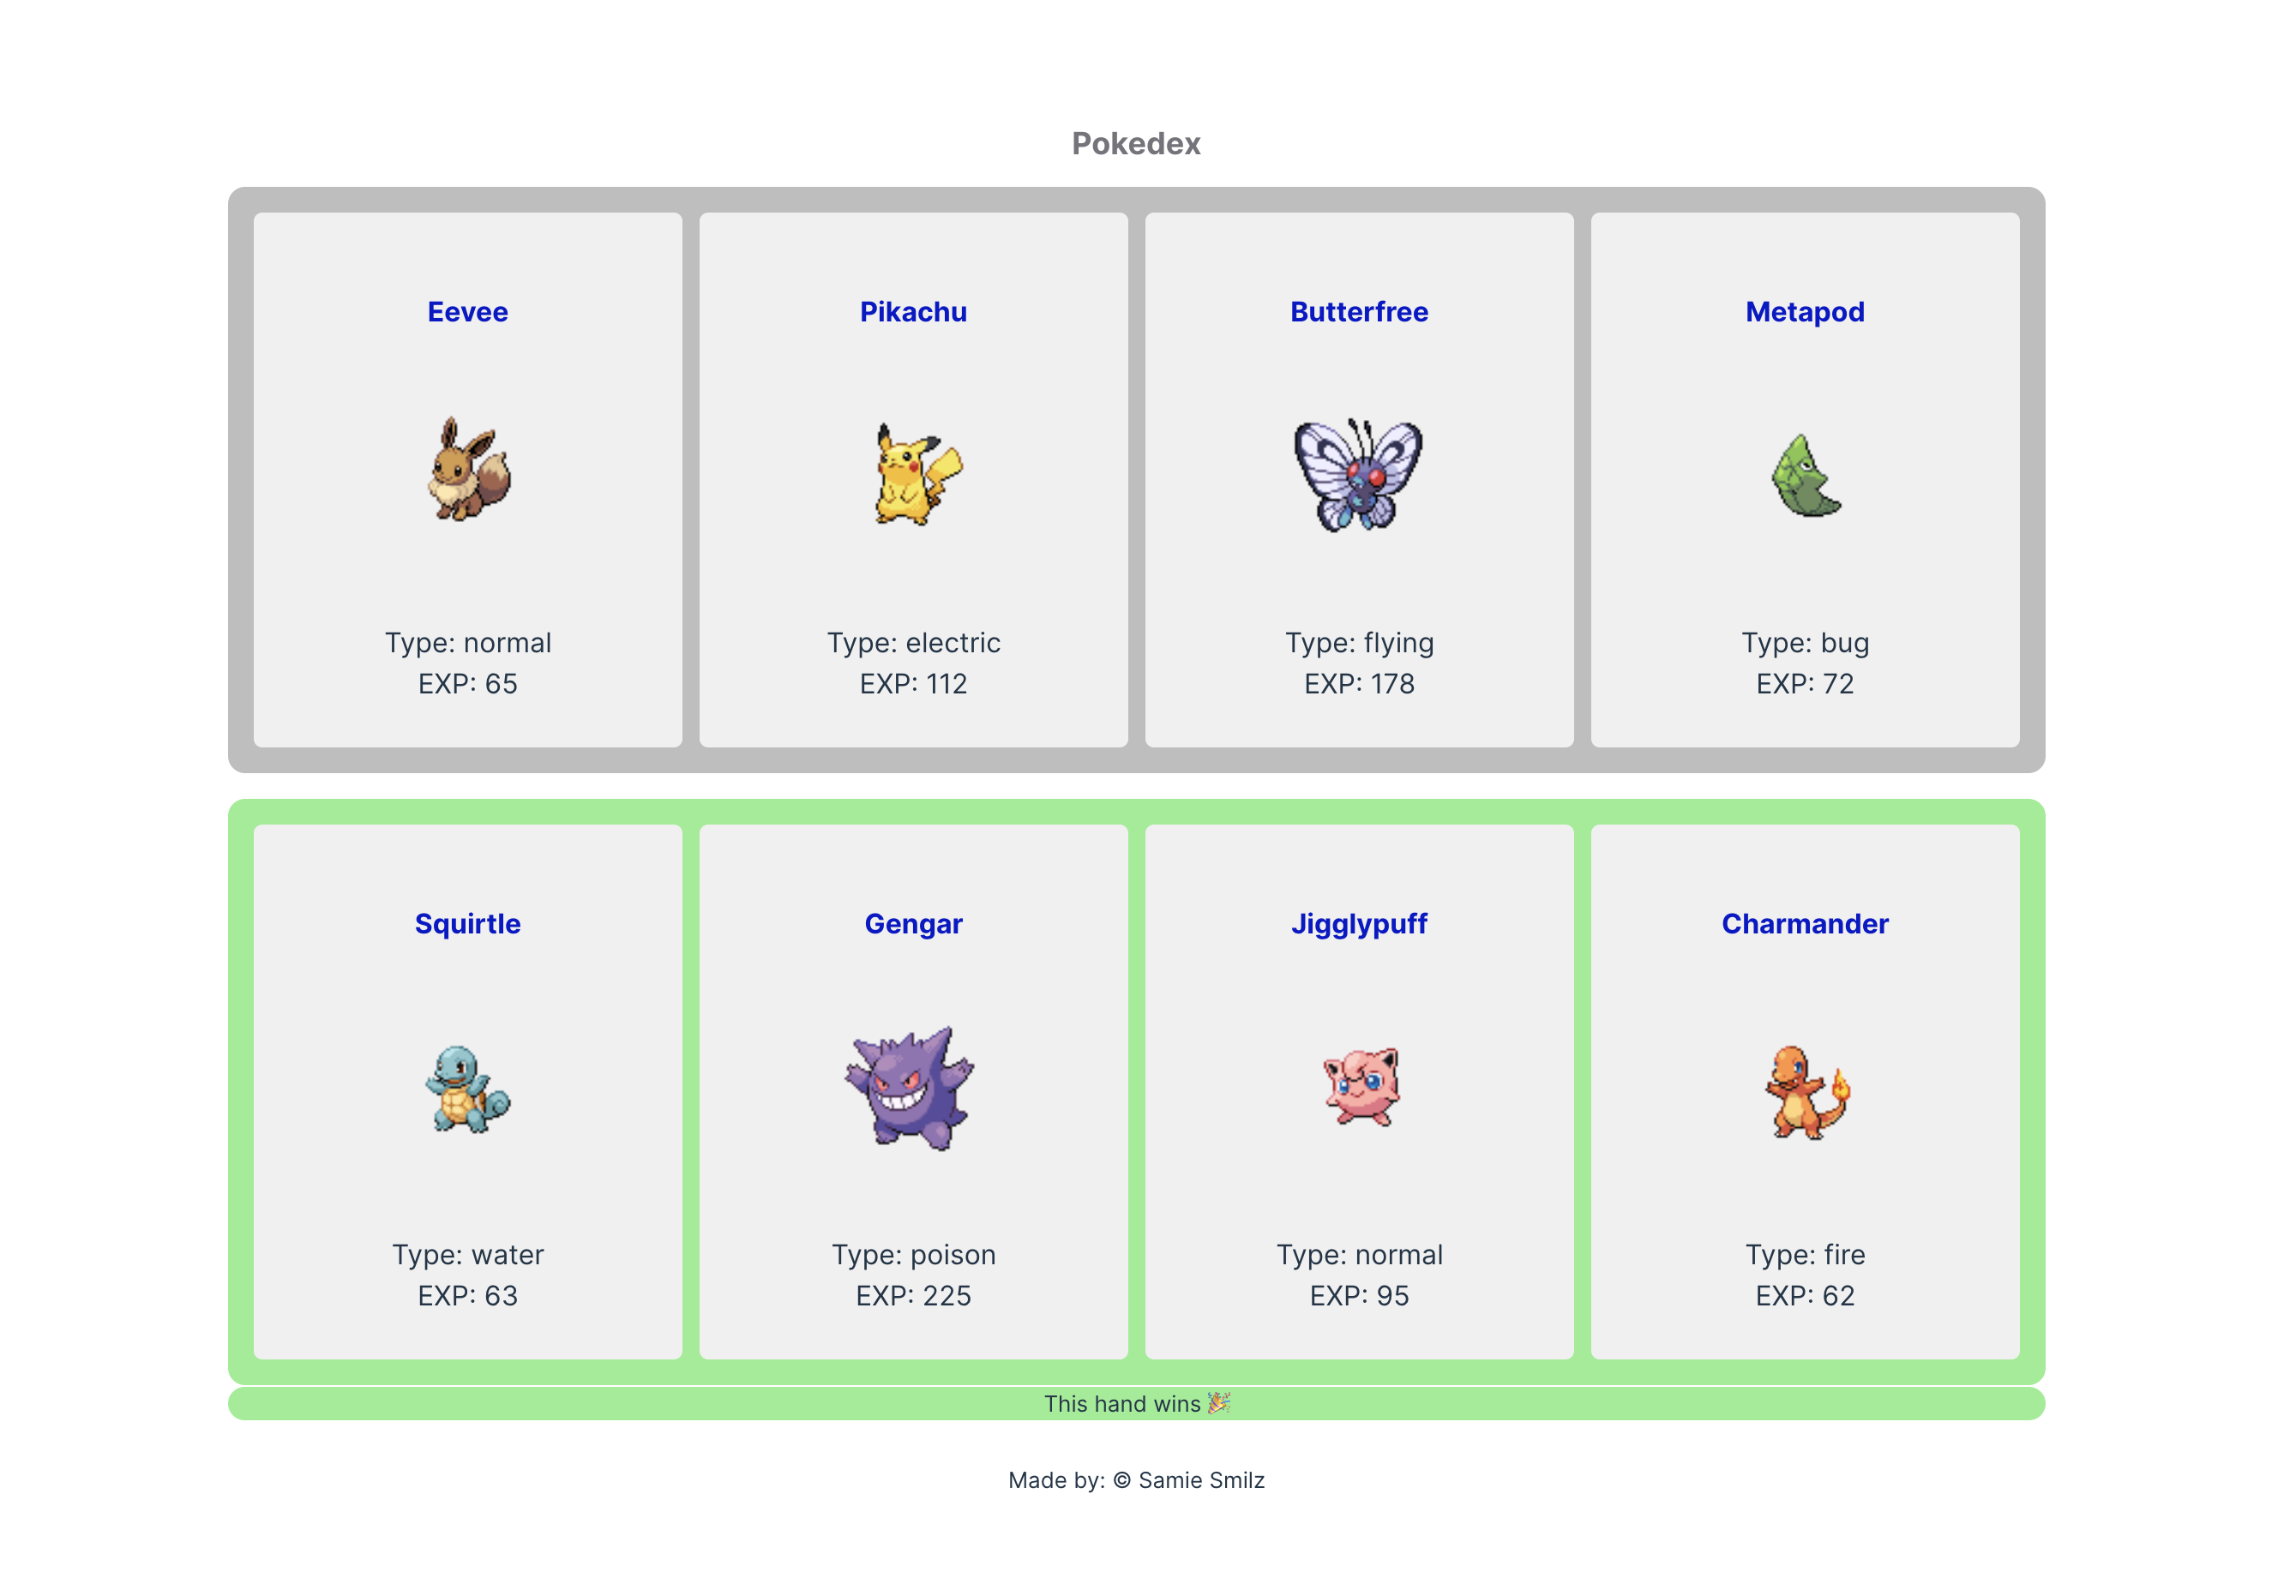 Pokedex
Eevee
Type: normal
EXP: 65
Pikachu
Type: electric
EXP: 112
Butterfree
Type: flying
EXP: 178
Metapod
Type: bug
EXP: 72
Squirtle
Type: water
EXP: 63
Gengar
Type: poison
EXP: 225
Jigglypuff
Type: normal
EXP: 95
Charmander
Type: fire
EXP: 62
This hand wins 🎉
Made by: © Samie Smilz